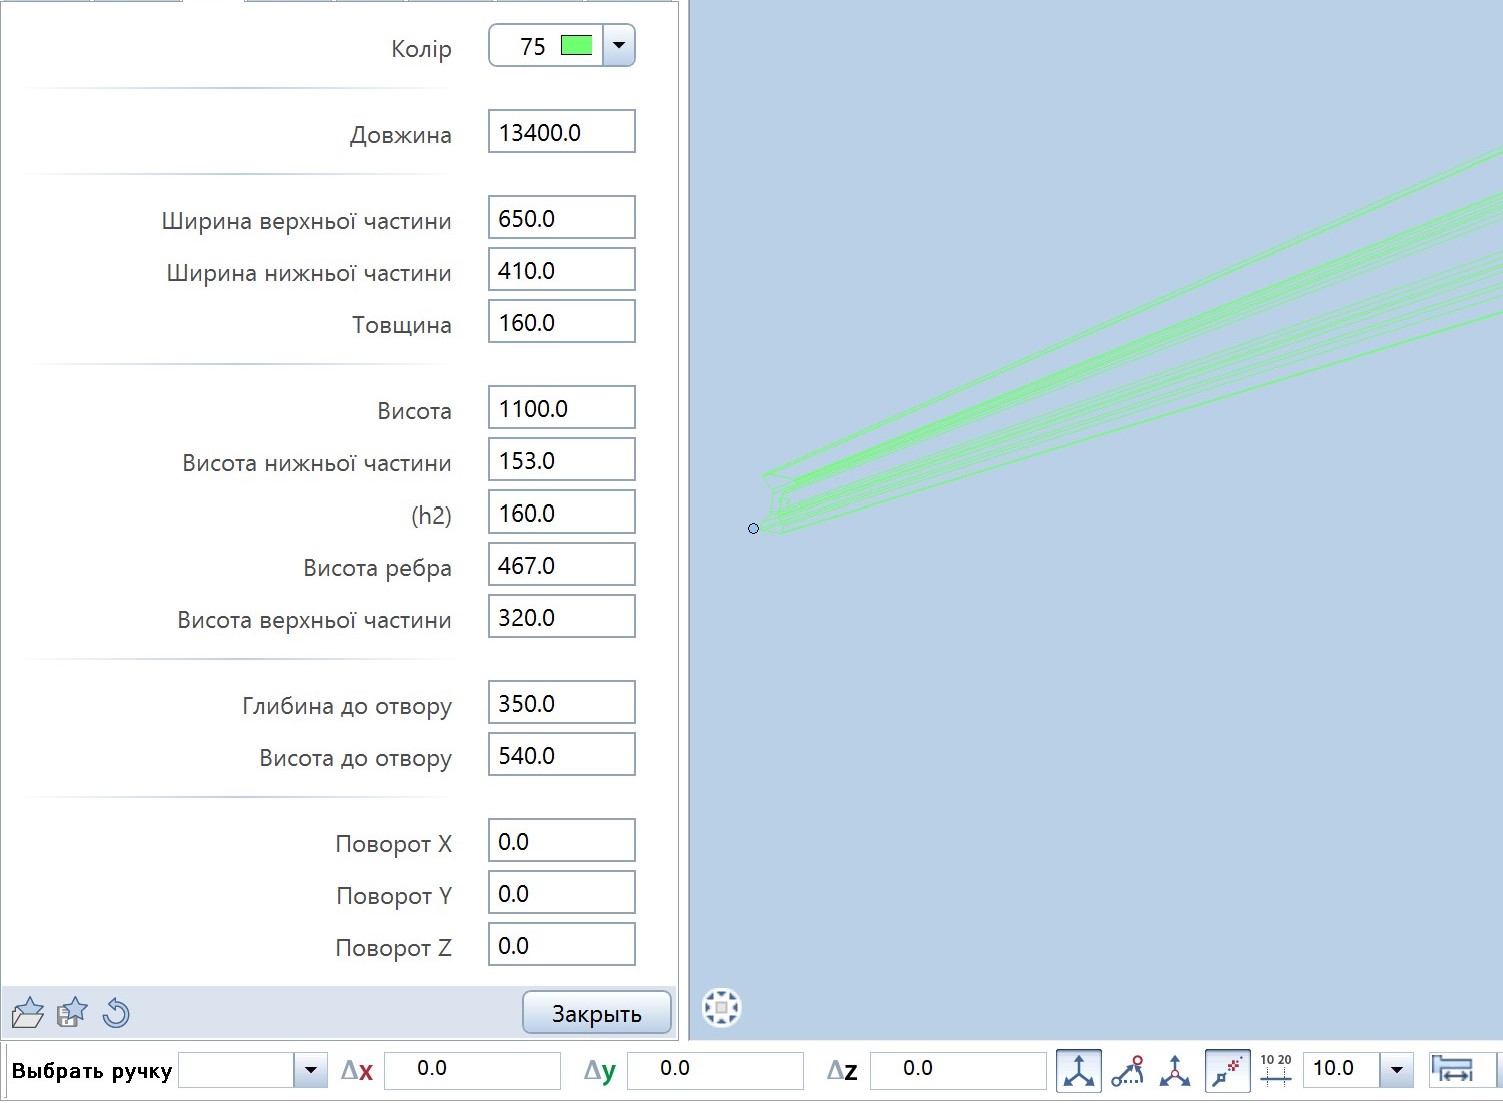 Колір 75
Довжина 13400.0
Ширина верхньої частини 650.0
Ширина нижньої частини 410.0
Товщина 160.0
Висота 1100.0
Висота нижньої частини 153.0
(h2) 160.0
Висота ребра 467.0
Висота верхньої частини 320.0
Глибина до отвору 350.0
Висота до отвору 540.0
Поворот X 0.0
Поворот Y 0.0
Поворот Z 0.0
Закрыть
Выбрать ручку Δx 0.0 Δy 0.0 Δz 0.0 10 20 10.0